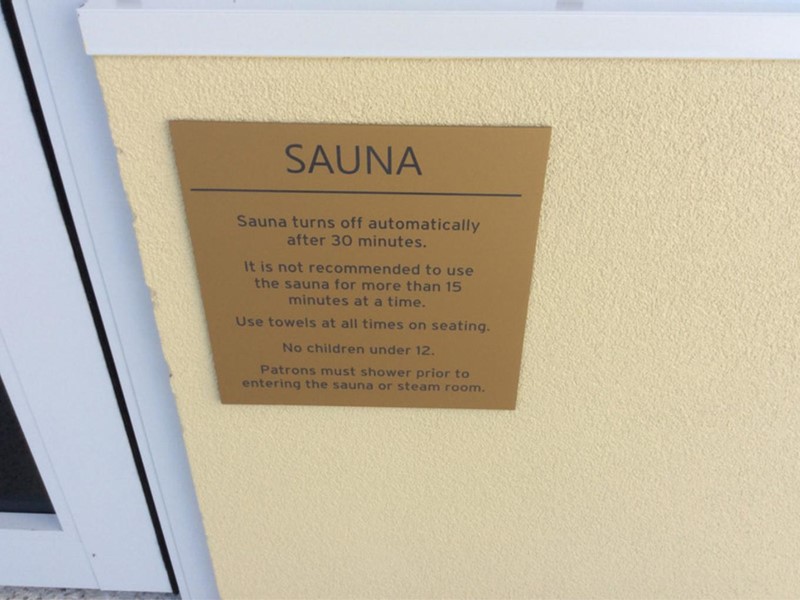 SAUNA
Sauna turns off automatically
after 30 minutes.
It is not recommended to use
the sauna for more than 15
minutes at a time.
Use towels at all times on seating.
No children under 12.
Patrons must shower prior to
entering the sauna or steam room.